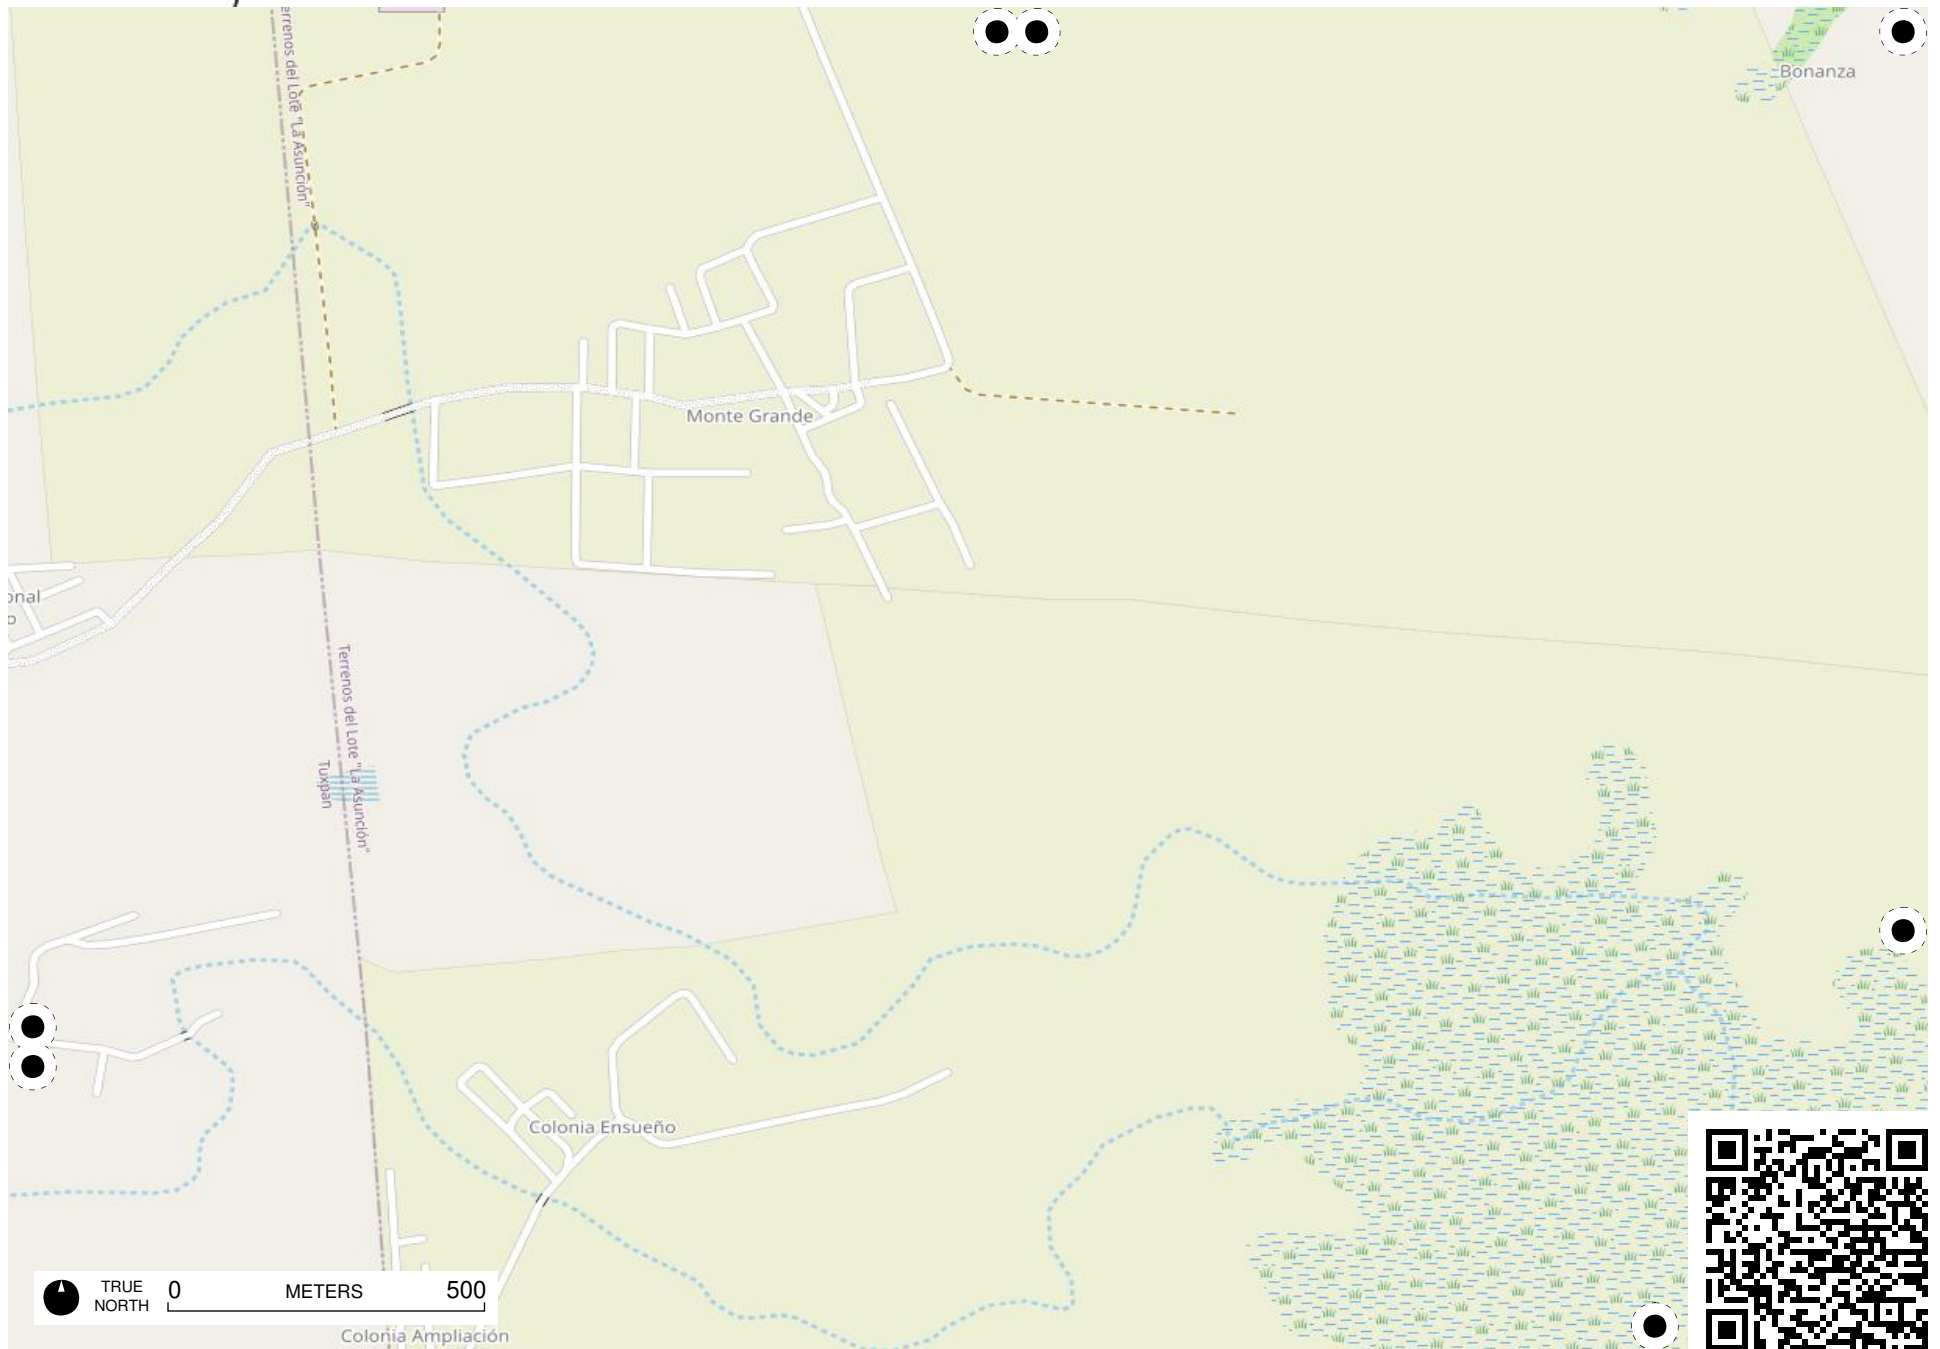 Terrenos del Lote "La Asunción"
Bonanza
Monte Grande
Terrenos del Lote "La Asunción"
Tuxpan
Colonia Ensueño
TRUE
NORTH
0 METERS 500
Colonia Ampliación